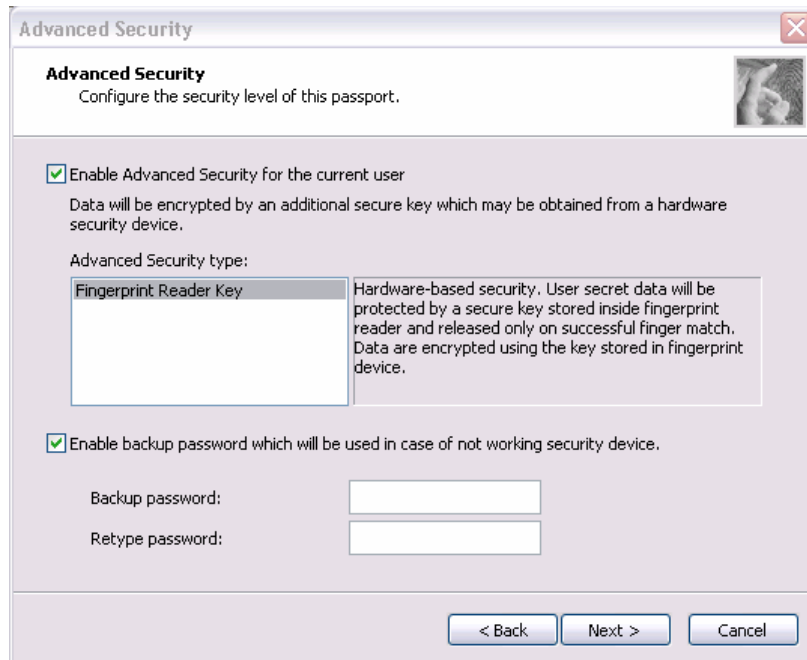 Advanced Security
Advanced Security
Configure the security level of this passport.
Enable Advanced Security for the current user
Data will be encrypted by an additional secure key which may be obtained from a hardware
security device.
Advanced Security type:
Fingerprint Reader Key
Hardware-based security. User secret data will be
protected by a secure key stored inside fingerprint
reader and released only on successful finger match.
Data are encrypted using the key stored in fingerprint
device.
Enable backup password which will be used in case of not working security device.
Backup password:
Retype password:
< Back
Next >
Cancel